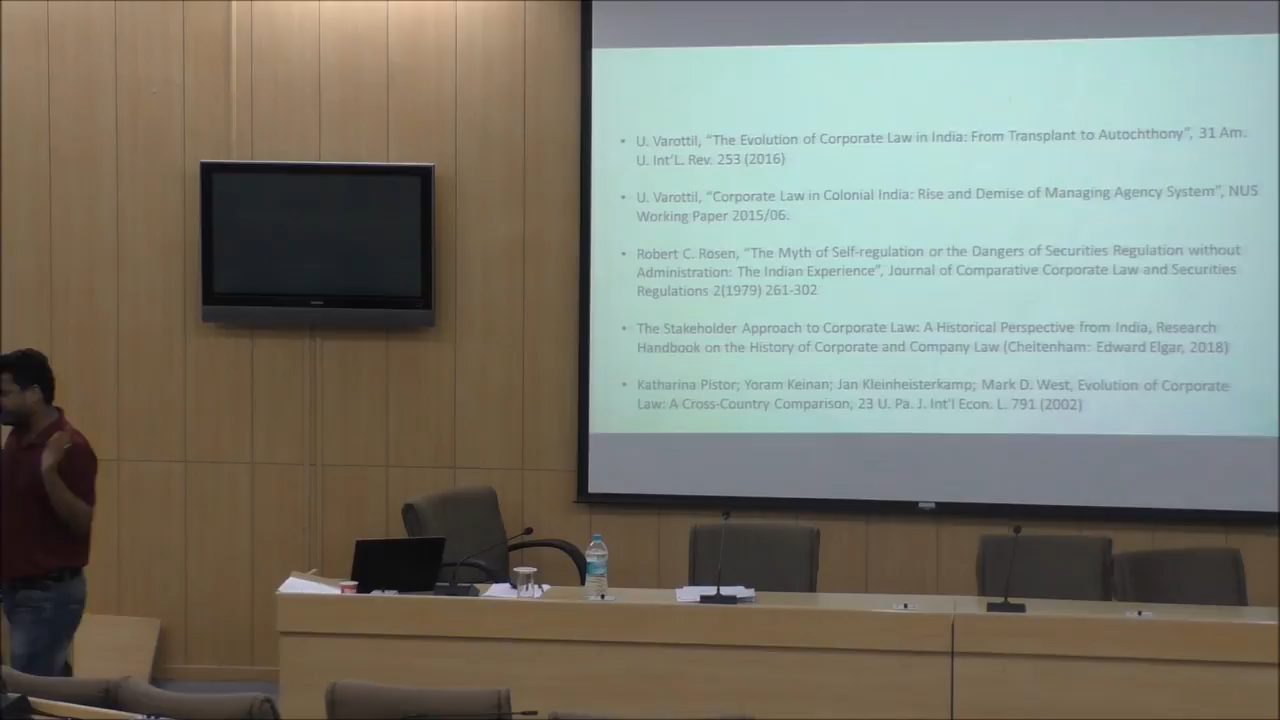 • U. Varottil, “The Evolution of Corporate Law in India: From Transplant to Autochthony”, 31 Am.
U. Int’L. Rev. 253 (2016)
• U. Varottil, “Corporate Law in Colonial India: Rise and Demise of Managing Agency System”, NUS
Working Paper 2015/06.
• Robert C. Rosen, “The Myth of Self-regulation or the Dangers of Securities Regulation without
Administration: The Indian Experience”, Journal of Comparative Corporate Law and Securities
Regulations 2(1979) 261-302
• The Stakeholder Approach to Corporate Law: A Historical Perspective from India, Research
Handbook on the History of Corporate and Company Law (Cheltenham: Edward Elgar, 2018)
• Katharina Pistor; Yoram Keinan; Jan Kleinheisterkamp; Mark D. West, Evolution of Corporate
Law: A Cross-Country Comparison, 23 U. Pa. J. Int’l Econ. L. 791 (2002)